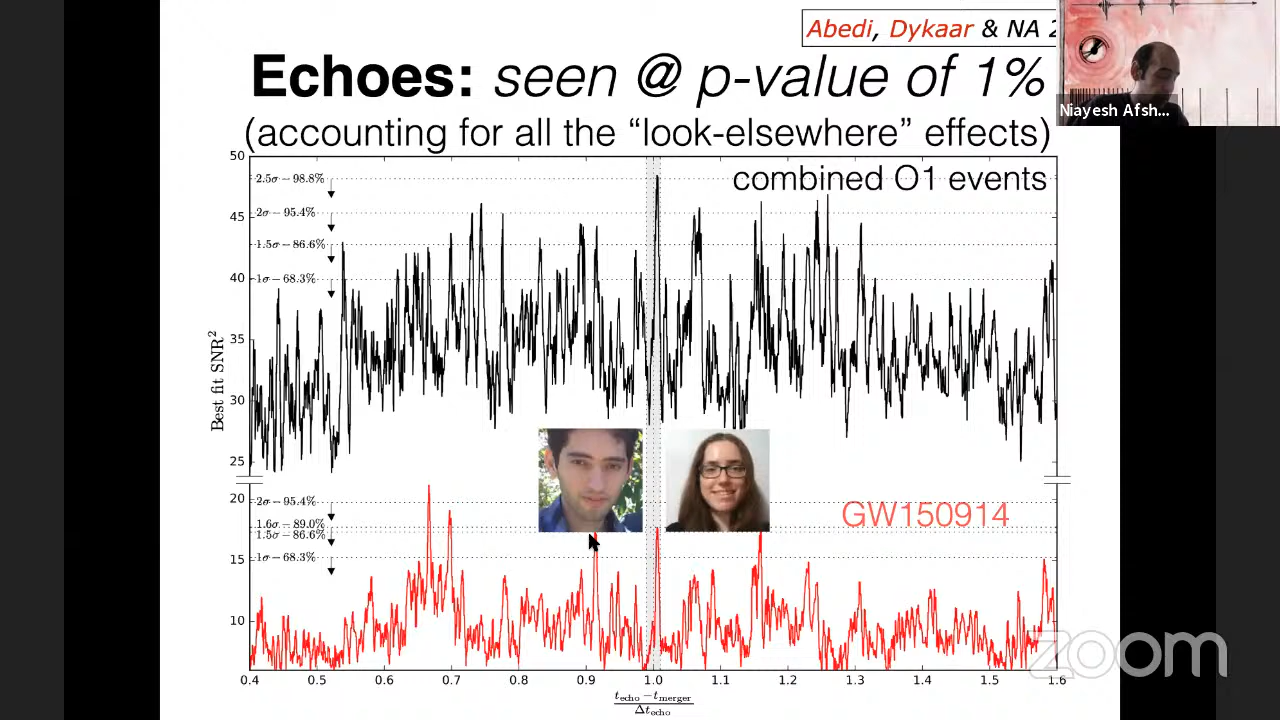 Abedi, Dykaar & NA 2
Echoes: seen @ p-value of 1%
Niayesh Afsh...
(accounting for all the “look-elsewhere” effects)
combined O1 events
50
2.5σ – 98.8%
2σ – 95.4%
45
1.5σ – 86.6%
1σ – 68.3%
40
35
Best fit SNR²
30
25
20
2σ – 95.4%
GW150914
1.6σ – 89.0%
1.5σ – 86.6%
1σ – 68.3%
15
10
zoom
0.4 0.5 0.6 0.7 0.8 0.9 1.0 1.1 1.2 1.3 1.4 1.5 1.6
t_echo − t_merger
Δt_echo